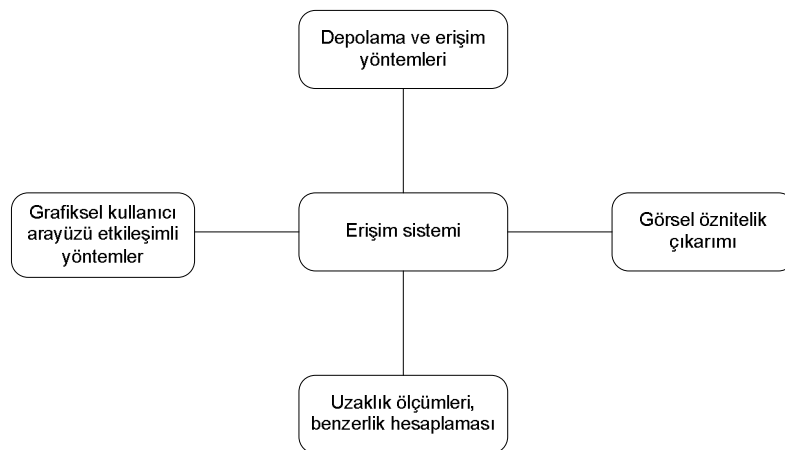 Depolama ve erişim
yöntemleri
Grafiksel kullanıcı
arayüzü etkileşimli
yöntemler
Erişim sistemi
Görsel öznitelik
çıkarımı
Uzaklık ölçümleri,
benzerlik hesaplaması